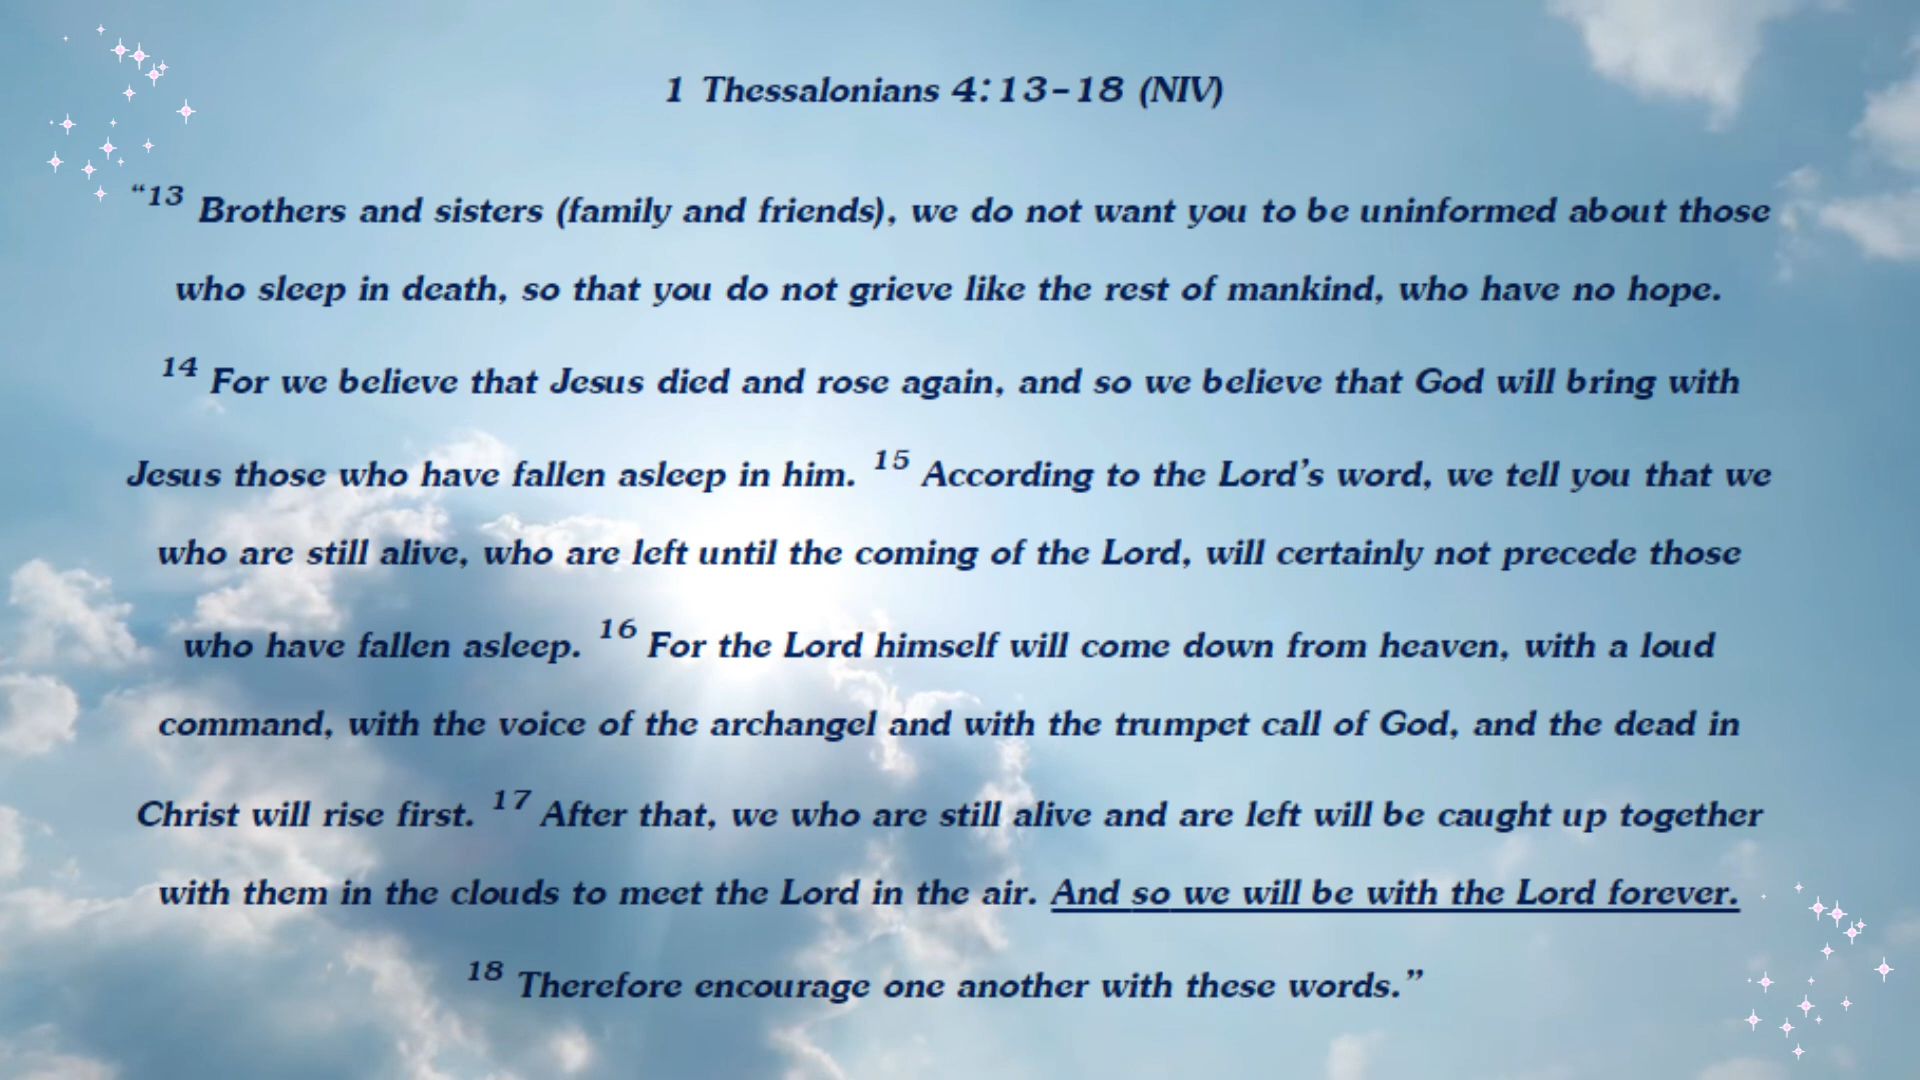 1 Thessalonians 4:13-18 (NIV)
“13 Brothers and sisters (family and friends), we do not want you to be uninformed about those
who sleep in death, so that you do not grieve like the rest of mankind, who have no hope.
14 For we believe that Jesus died and rose again, and so we believe that God will bring with
Jesus those who have fallen asleep in him. 15 According to the Lord’s word, we tell you that we
who are still alive, who are left until the coming of the Lord, will certainly not precede those
who have fallen asleep. 16 For the Lord himself will come down from heaven, with a loud
command, with the voice of the archangel and with the trumpet call of God, and the dead in
Christ will rise first. 17 After that, we who are still alive and are left will be caught up together
with them in the clouds to meet the Lord in the air. And so we will be with the Lord forever.
18 Therefore encourage one another with these words.”